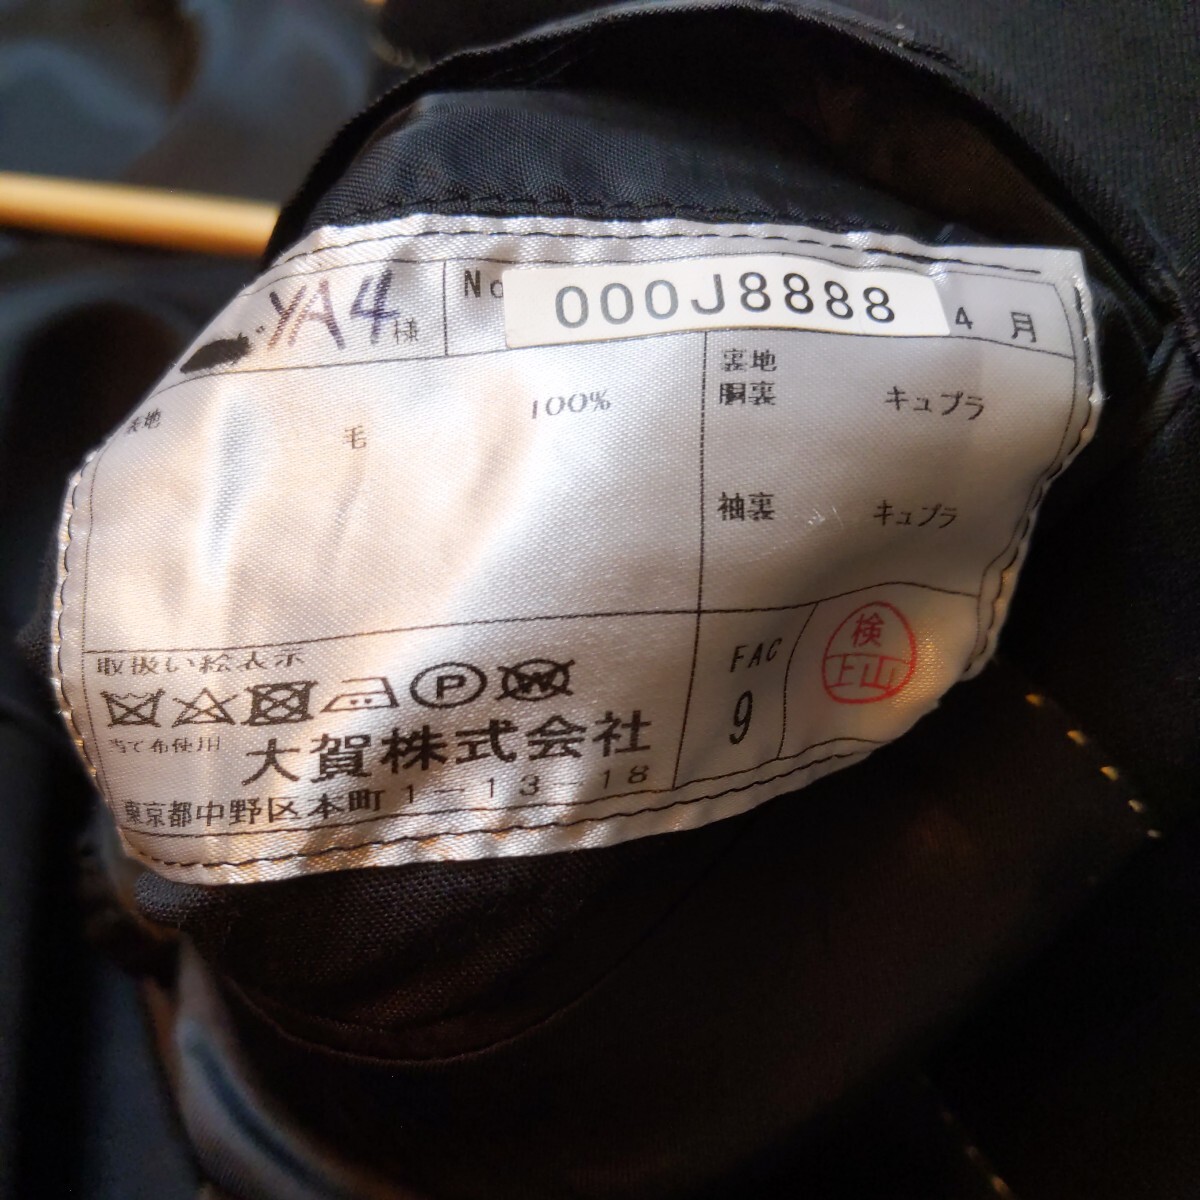 YA4 様 No 000J8888 4 月
表地 毛 100%
裏地
胴裏 キュプラ
袖裏 キュプラ
取扱い絵表示
P W
当て布使用
大賀株式会社
東京都中野区本町1-13-18
FAC
9
検
上山